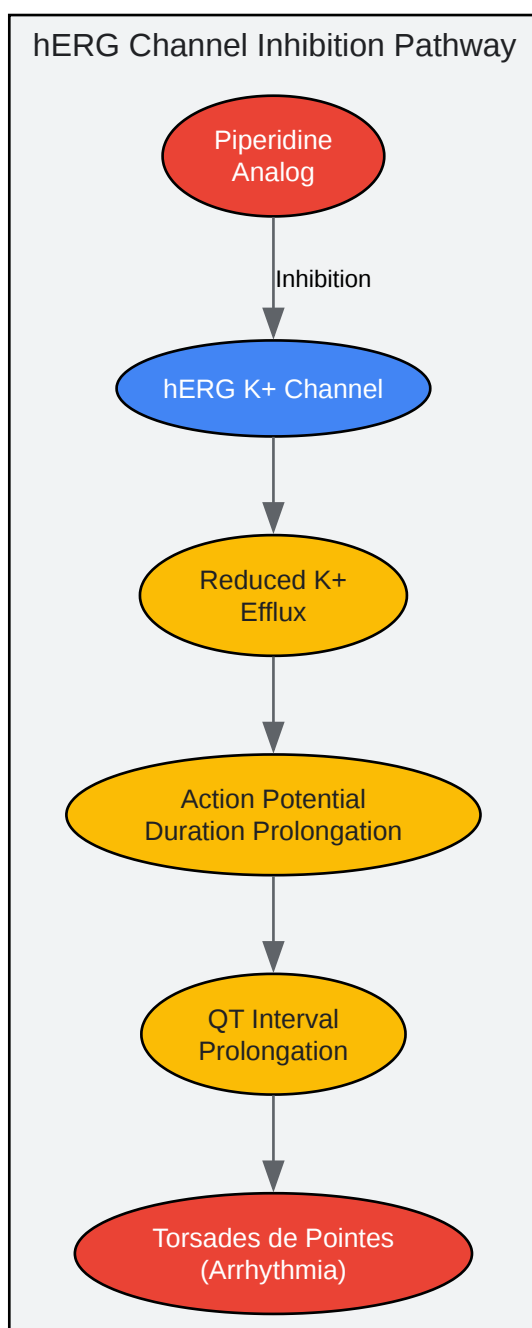 hERG Channel Inhibition Pathway
Piperidine
Analog
Inhibition
hERG K+ Channel
Reduced K+
Efflux
Action Potential
Duration Prolongation
QT Interval
Prolongation
Torsades de Pointes
(Arrhythmia)